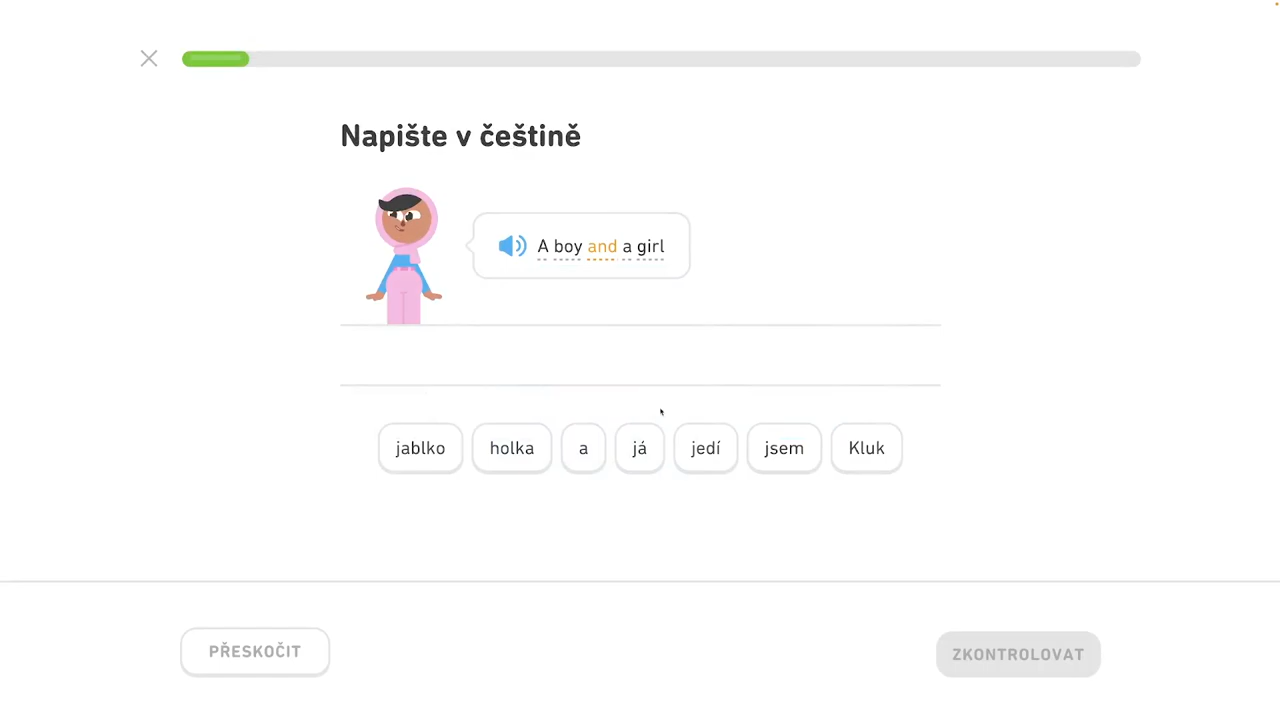 Napište v češtině
A boy and a girl
jablko holka a já jedí jsem Kluk
PŘESKOČIT ZKONTROLOVAT